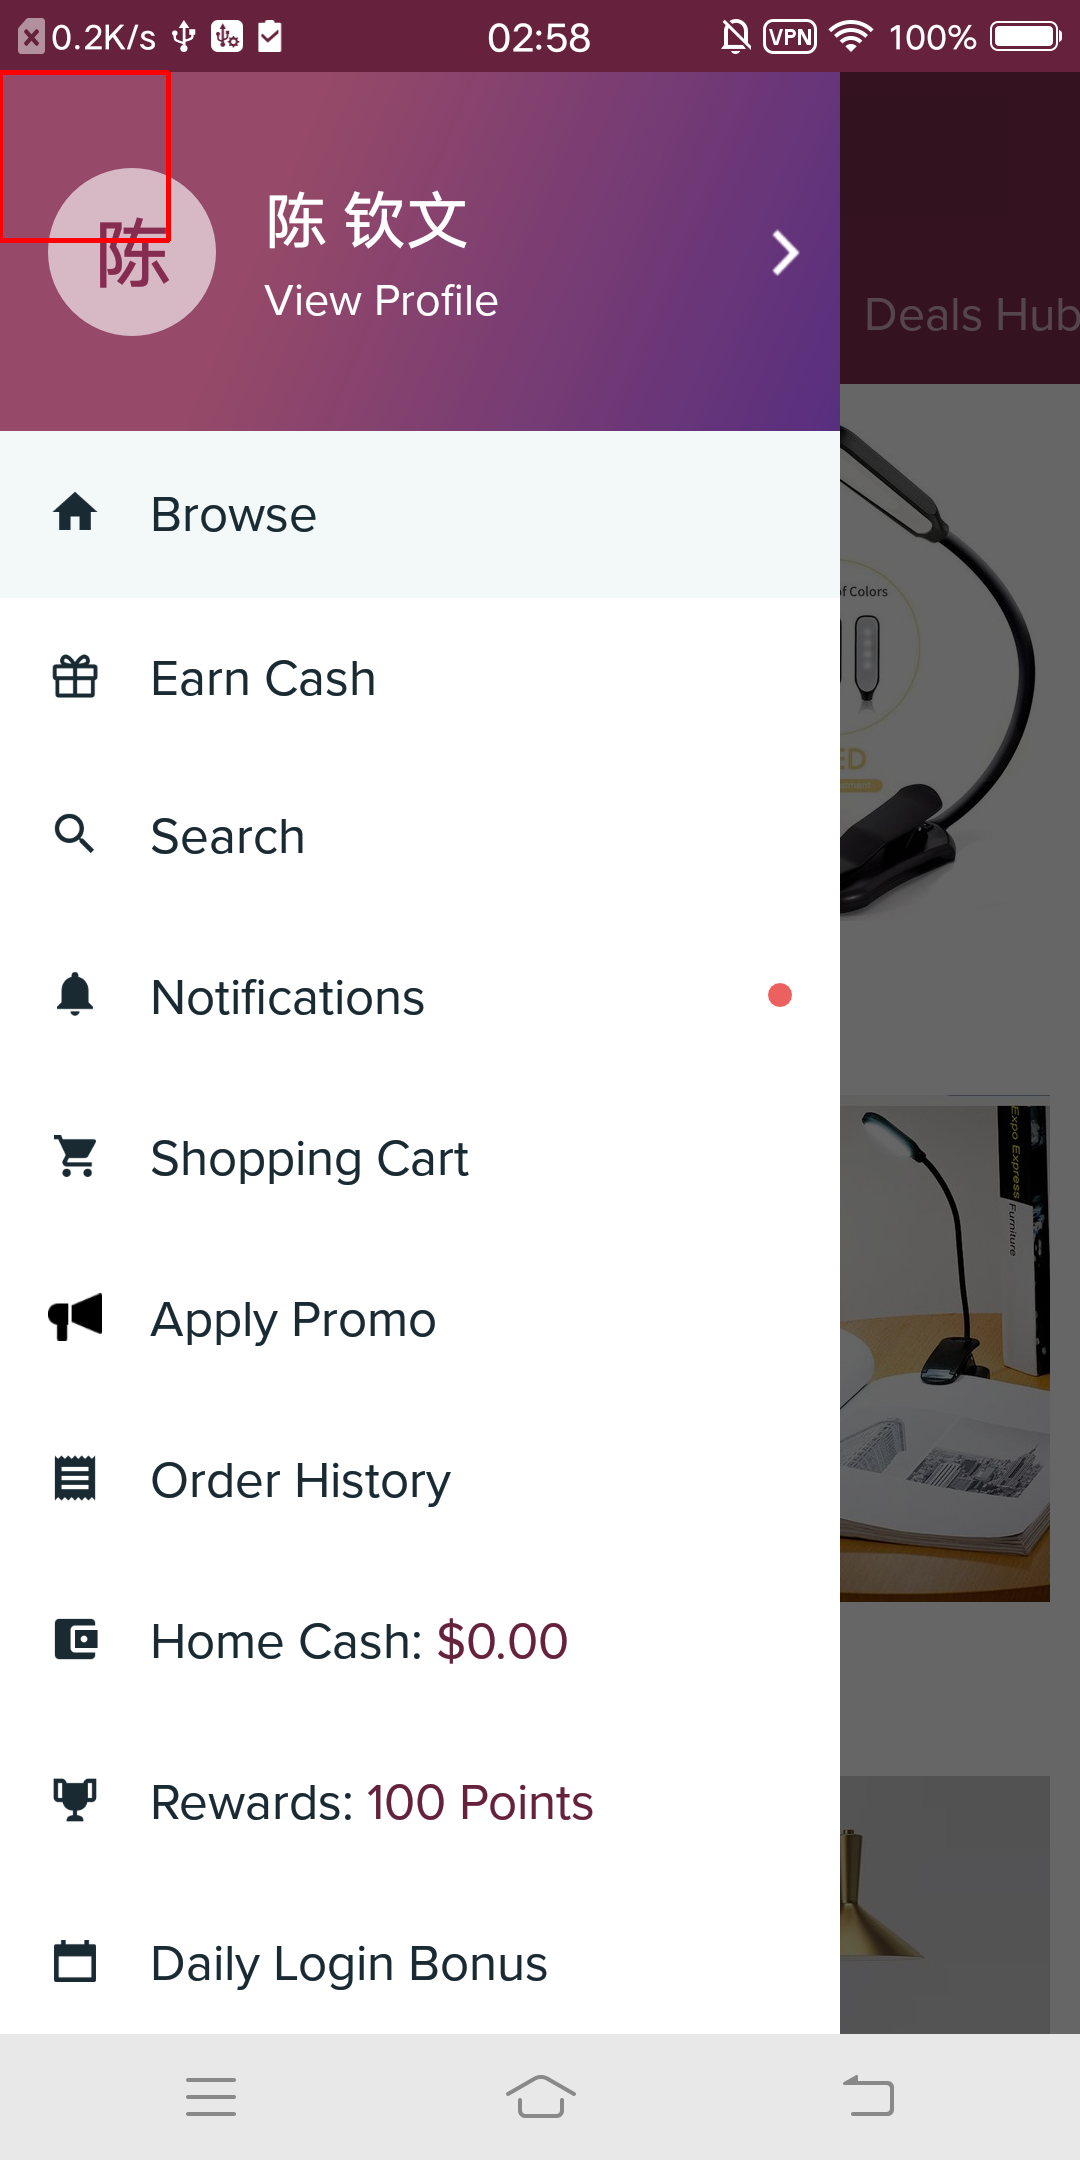 0.2K/s 02:58 VPN 100%
陈
陈 钦文
View Profile
Deals Hub
Browse
of Colors
Earn Cash
ED
Search
Notifications
Expo Express
Furniture
Shopping Cart
Apply Promo
Order History
Home Cash: $0.00
Rewards: 100 Points
Daily Login Bonus